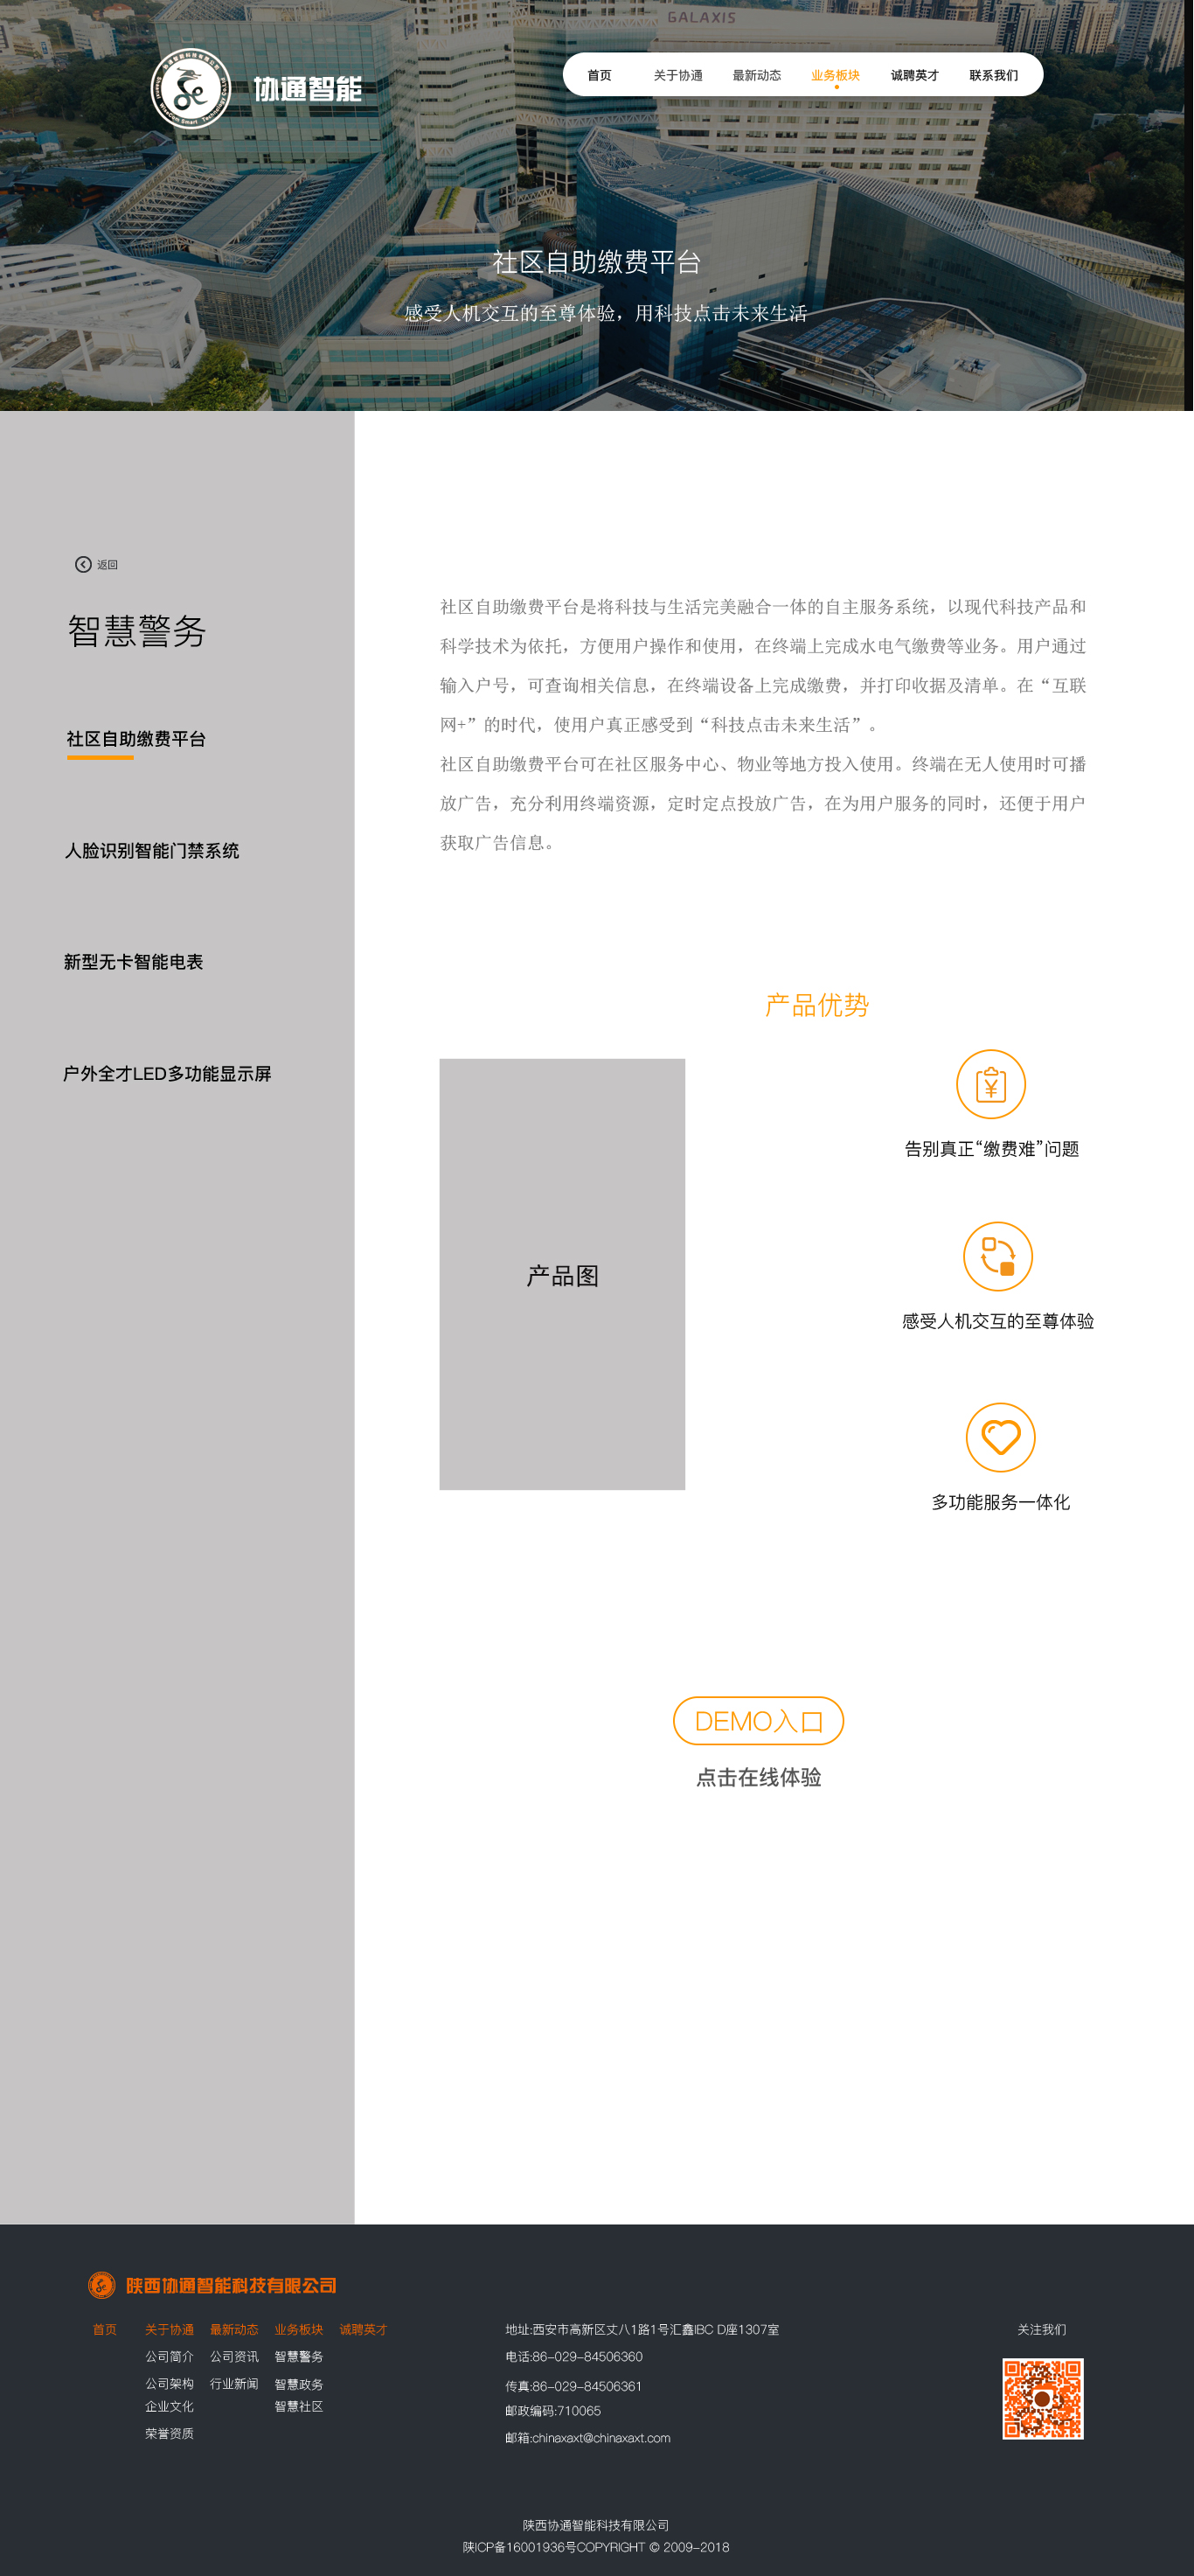 GALAXIS
协通智能
首页 关于协通 最新动态 业务板块 诚聘英才 联系我们
社区自助缴费平台
感受人机交互的至尊体验，用科技点击未来生活
返回
智慧警务
社区自助缴费平台
人脸识别智能门禁系统
新型无卡智能电表
户外全才LED多功能显示屏
社区自助缴费平台是将科技与生活完美融合一体的自主服务系统，以现代科技产品和
科学技术为依托，方便用户操作和使用，在终端上完成水电气缴费等业务。用户通过
输入户号，可查询相关信息，在终端设备上完成缴费，并打印收据及清单。在“互联
网+”的时代，使用户真正感受到“科技点击未来生活”。
社区自助缴费平台可在社区服务中心、物业等地方投入使用。终端在无人使用时可播
放广告，充分利用终端资源，定时定点投放广告，在为用户服务的同时，还便于用户
获取广告信息。
产品优势
产品图
告别真正“缴费难”问题
感受人机交互的至尊体验
多功能服务一体化
DEMO入口
点击在线体验
陕西协通智能科技有限公司
首页 关于协通 最新动态 业务板块 诚聘英才
公司简介 公司资讯 智慧警务
公司架构 行业新闻 智慧政务
企业文化 智慧社区
荣誉资质
地址:西安市高新区丈八1路1号汇鑫IBC D座1307室
电话:86-029-84506360
传真:86-029-84506361
邮政编码:710065
邮箱:chinaxaxt@chinaxaxt.com
关注我们
陕西协通智能科技有限公司
陕ICP备16001936号COPYRIGHT © 2009-2018